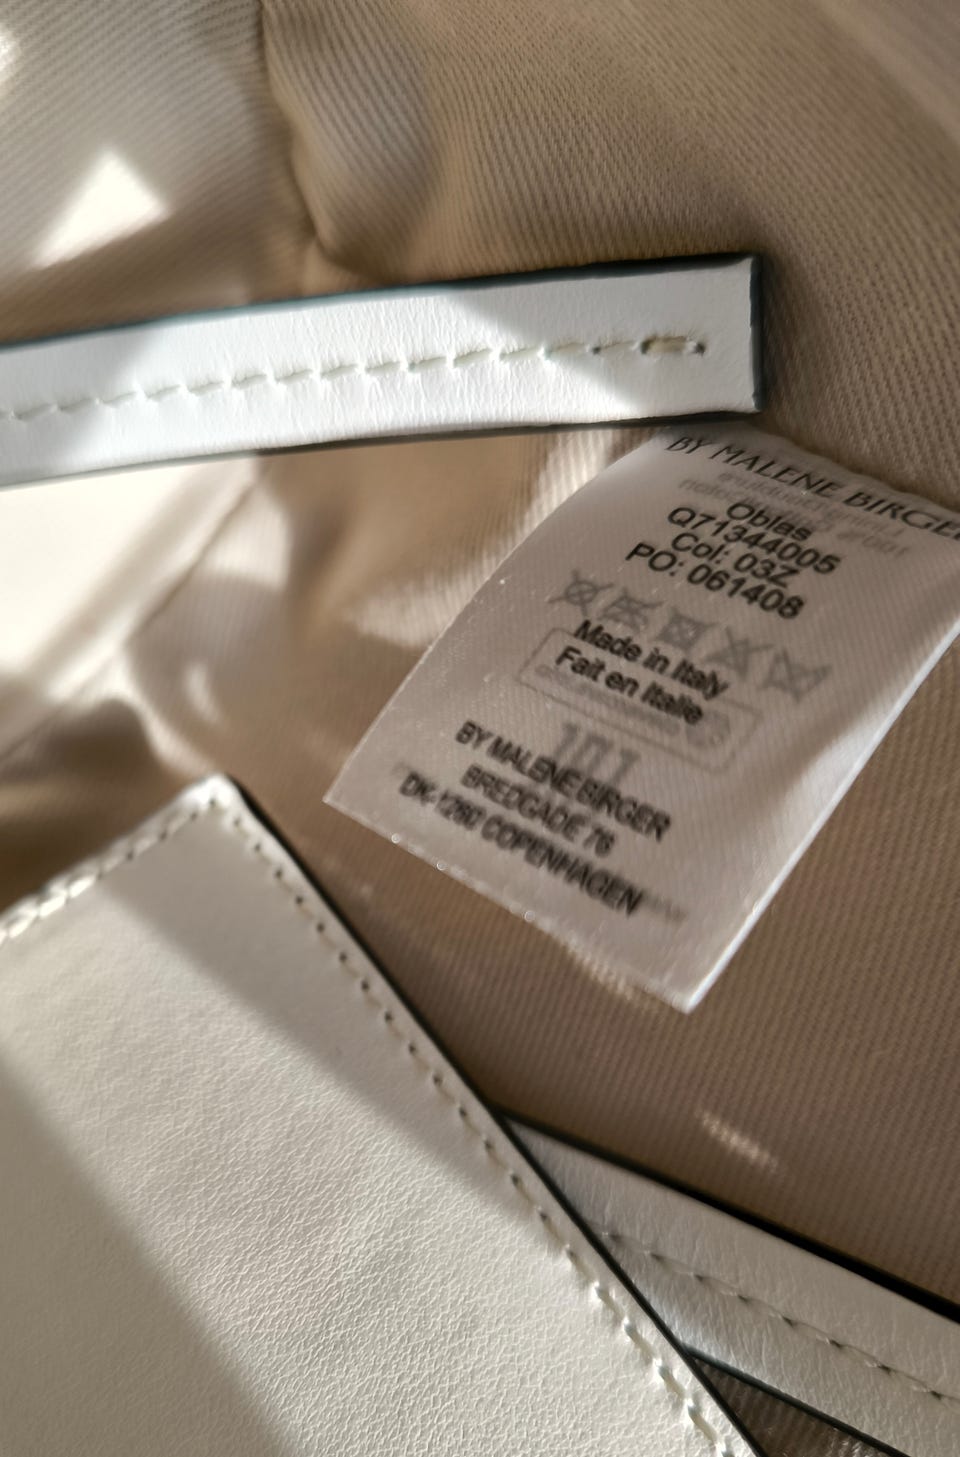 BY MALENE BIRGER
Oblas
Q71344005
Col: 03Z
PO: 061408
Made in Italy
Fait en Italie
BY MALENE BIRGER
BREDGADE 76
DK-1260 COPENHAGEN